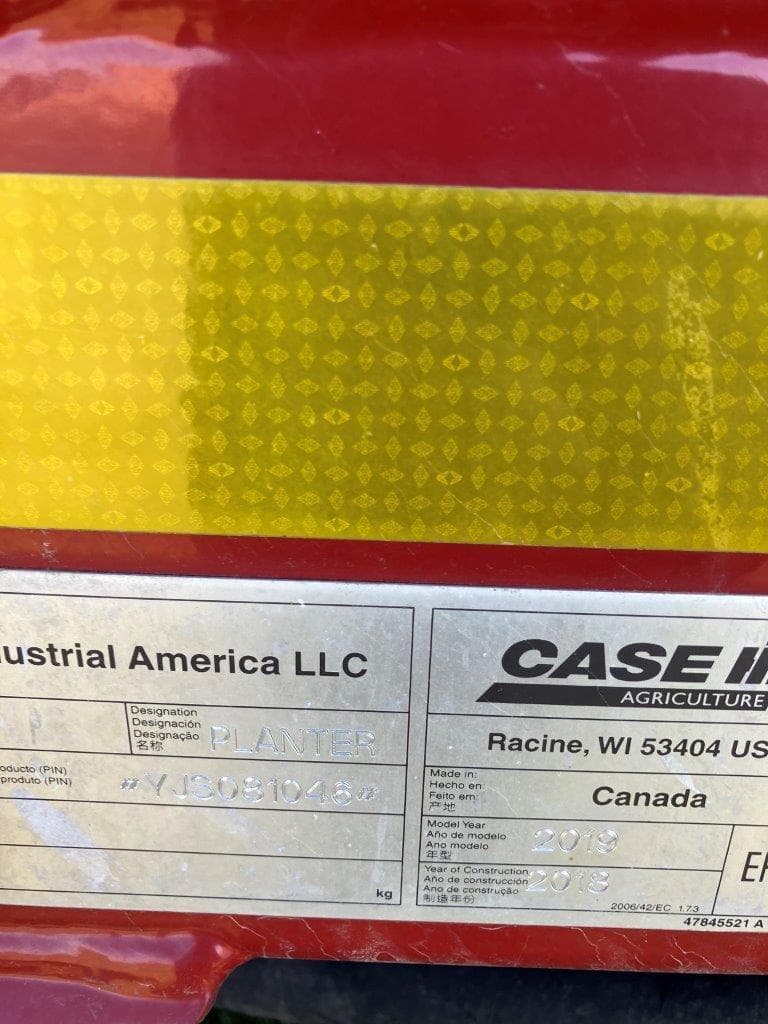 ustrial America LLC
P
Designation
Designación
Designação
名称
PLANTER
oducto (PIN)
produto (PIN)
#YJS081046#
kg
CASE IH
AGRICULTURE
Racine, WI 53404 US
Made in:
Hecho en:
Feito em:
产地
Canada
Model Year
Año de modelo
Ano modelo
年型
2019
Year of Construction
Año de construcción
Ano de construção
制造年份
2018
2006/42/EC 1.7.3
47845521 A